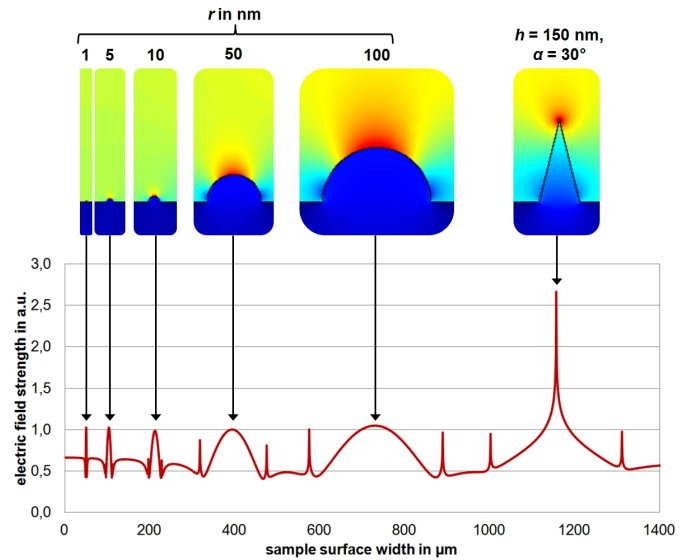 r in nm
1 5 10 50 100
h = 150 nm,
α = 30°
3,0
2,5
2,0
1,5
1,0
0,5
0,0
electric field strength in a.u.
0 200 400 600 800 1000 1200 1400
sample surface width in µm